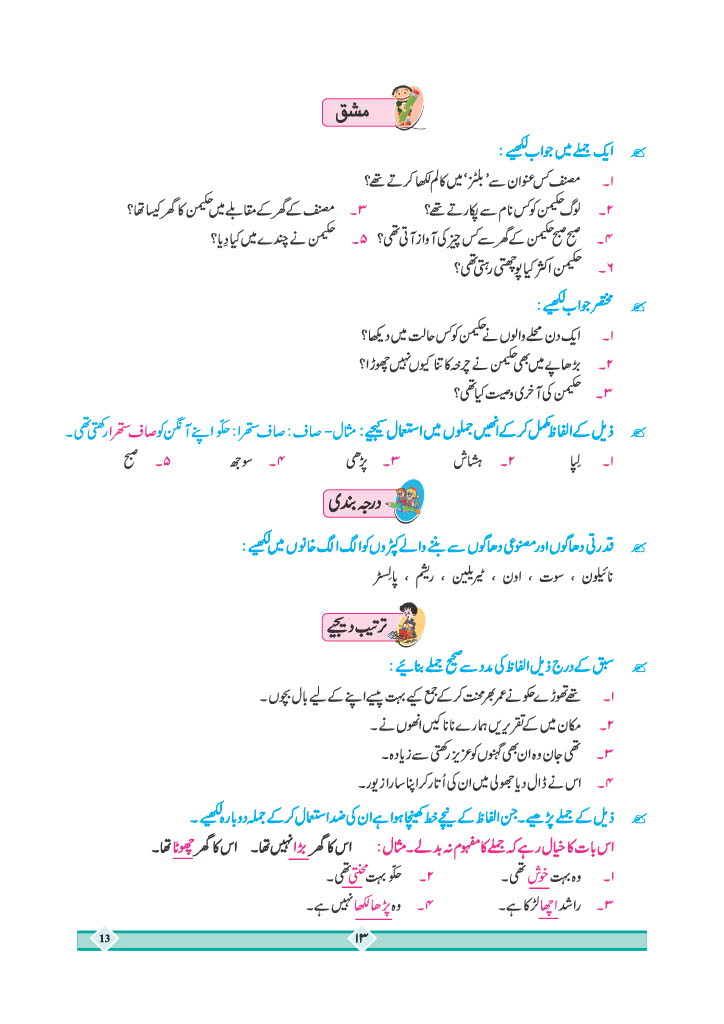 مشق
ایک جملے میں جواب لکھیے :
۱۔ مصنف کس عنوان سے ’بلٹز‘ میں کالم لکھا کرتے تھے؟
۲۔ لوگ حکیمن کو کس نام سے پکارتے تھے؟ ۳۔ مصنف کے گھر کے مقابلے میں حکیمن کا گھر کیسا تھا؟
۴۔ صبح صبح حکیمن کے گھر سے کس چیز کی آواز آتی تھی؟ ۵۔ حکیمن نے چندے میں کیا دِیا؟
۶۔ حکیمن اکثر کیا پوچھتی رہتی تھی؟
مختصر جواب لکھیے :
۱۔ ایک دن محلے والوں نے حکیمن کو کس حالت میں دیکھا؟
۲۔ بڑھاپے میں بھی حکیمن نے چرخہ کاتنا کیوں نہیں چھوڑا؟
۳۔ حکیمن کی آخری وصیت کیا تھی؟
ذیل کے الفاظ مکمل کر کے انھیں جملوں میں استعمال کیجیے : مثال - صاف : صاف ستھرا : حکّو اپنے آنگن کو صاف ستھرا رکھتی تھی۔
۱۔ لِپا ۲۔ ہشاش ۳۔ پڑھی ۴۔ سوجھ ۵۔ صبح
درجہ بندی
قدرتی دھاگوں اور مصنوعی دھاگوں سے بننے والے کپڑوں کو الگ الگ خانوں میں لکھیے :
نائیلون ، سوت ، اون ، ٹیریلین ، ریشم ، پالِسٹر
ترتیب دیجیے
سبق کے درج ذیل الفاظ کی مدد سے صحیح جملے بنائیے :
۱۔ تھے تھوڑے حکو نے عمر بھر محنت کر کے جمع کیے بہت پیسے اپنے کے لیے بال بچوں ۔
۲۔ مکان میں کے تقریریں ہمارے نانا کیں انھوں نے ۔
۳۔ تھی جان وہ ان بھی گہنوں کو عزیز رکھتی سے زیادہ ۔
۴۔ اس نے ڈال دیا جھولی میں ان کی اُتار کر اپنا سارا زیور ۔
ذیل کے جملے پڑھیے۔ جن الفاظ کے نیچے خط کھینچا ہوا ہے ان کی ضد استعمال کر کے جملہ دوبارہ لکھیے ۔
اس بات کا خیال رہے کہ جملے کا مفہوم نہ بدلے۔ مثال : اس کا گھر بڑا نہیں تھا۔ اس کا گھر چھوٹا تھا۔
۱۔ وہ بہت خوش تھی۔ ۲۔ حکّو بہت محنتی تھی۔
۳۔ راشد اچھا لڑکا ہے۔ ۴۔ وہ پڑھا لکھا نہیں ہے۔
13 ۱۳